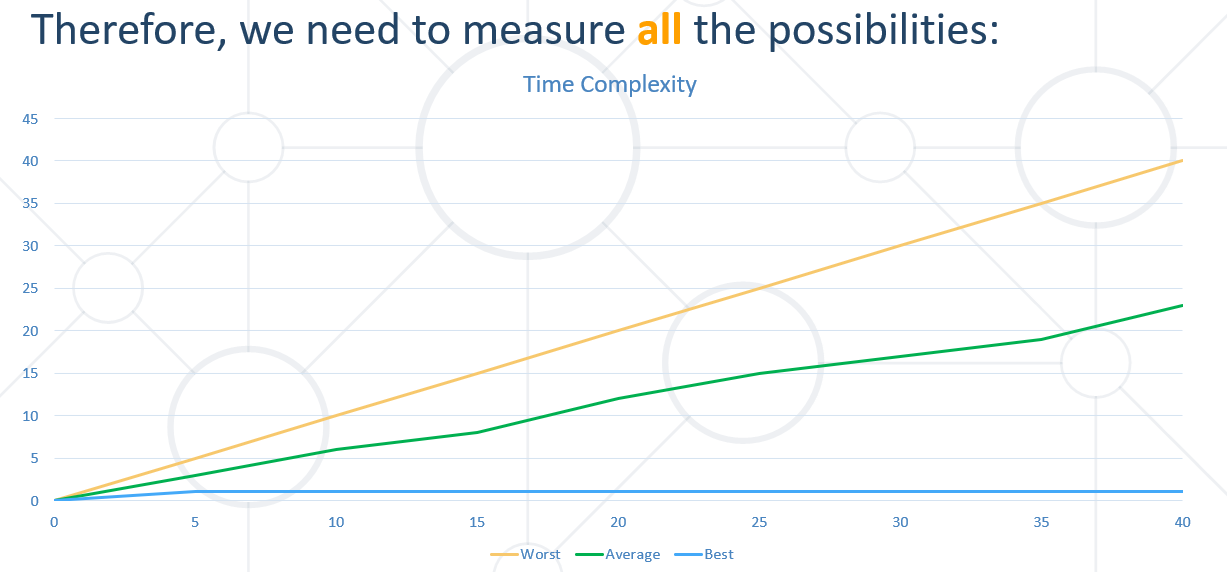 Therefore, we need to measure all the possibilities:
Time Complexity
45
40
35
30
25
20
15
10
5
0
0 5 10 15 20 25 30 35 40
Worst Average Best